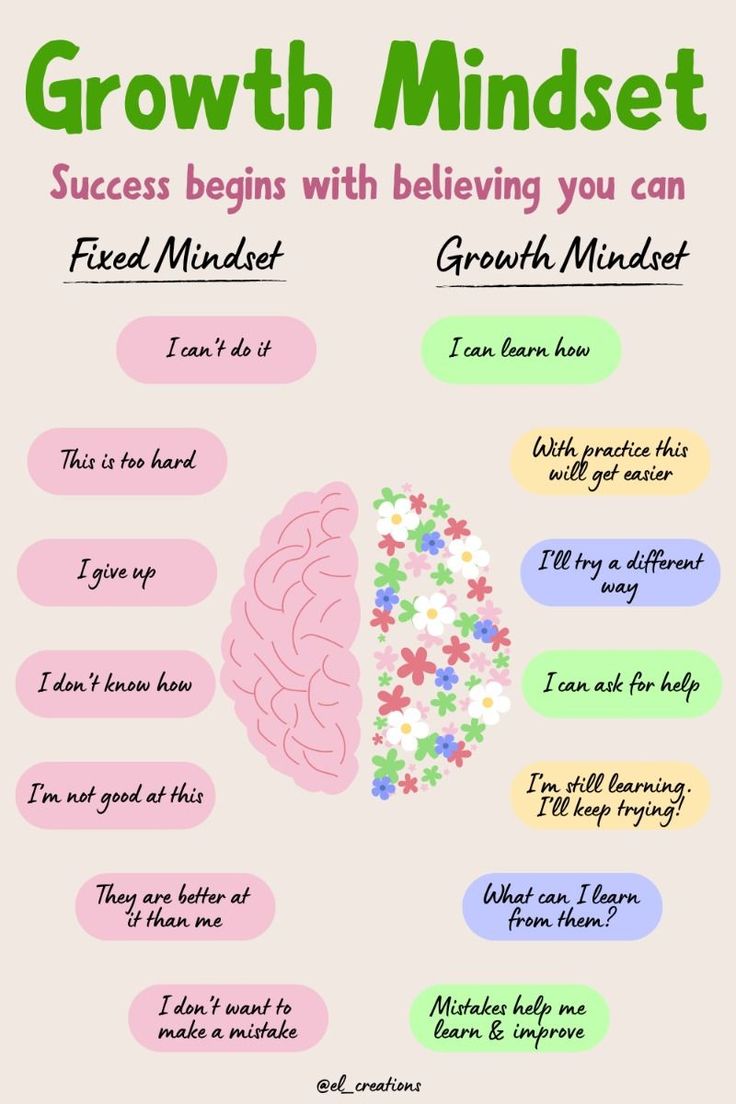 Growth Mindset
Success begins with believing you can
Fixed Mindset
Growth Mindset
I can't do it
I can learn how
This is too hard
With practice this
will get easier
I give up
I'll try a different
way
I don't know how
I can ask for help
I'm not good at this
I'm still learning.
I'll keep trying!
They are better at
it than me
What can I learn
from them?
I don't want to
make a mistake
Mistakes help me
learn & improve
@el_creations